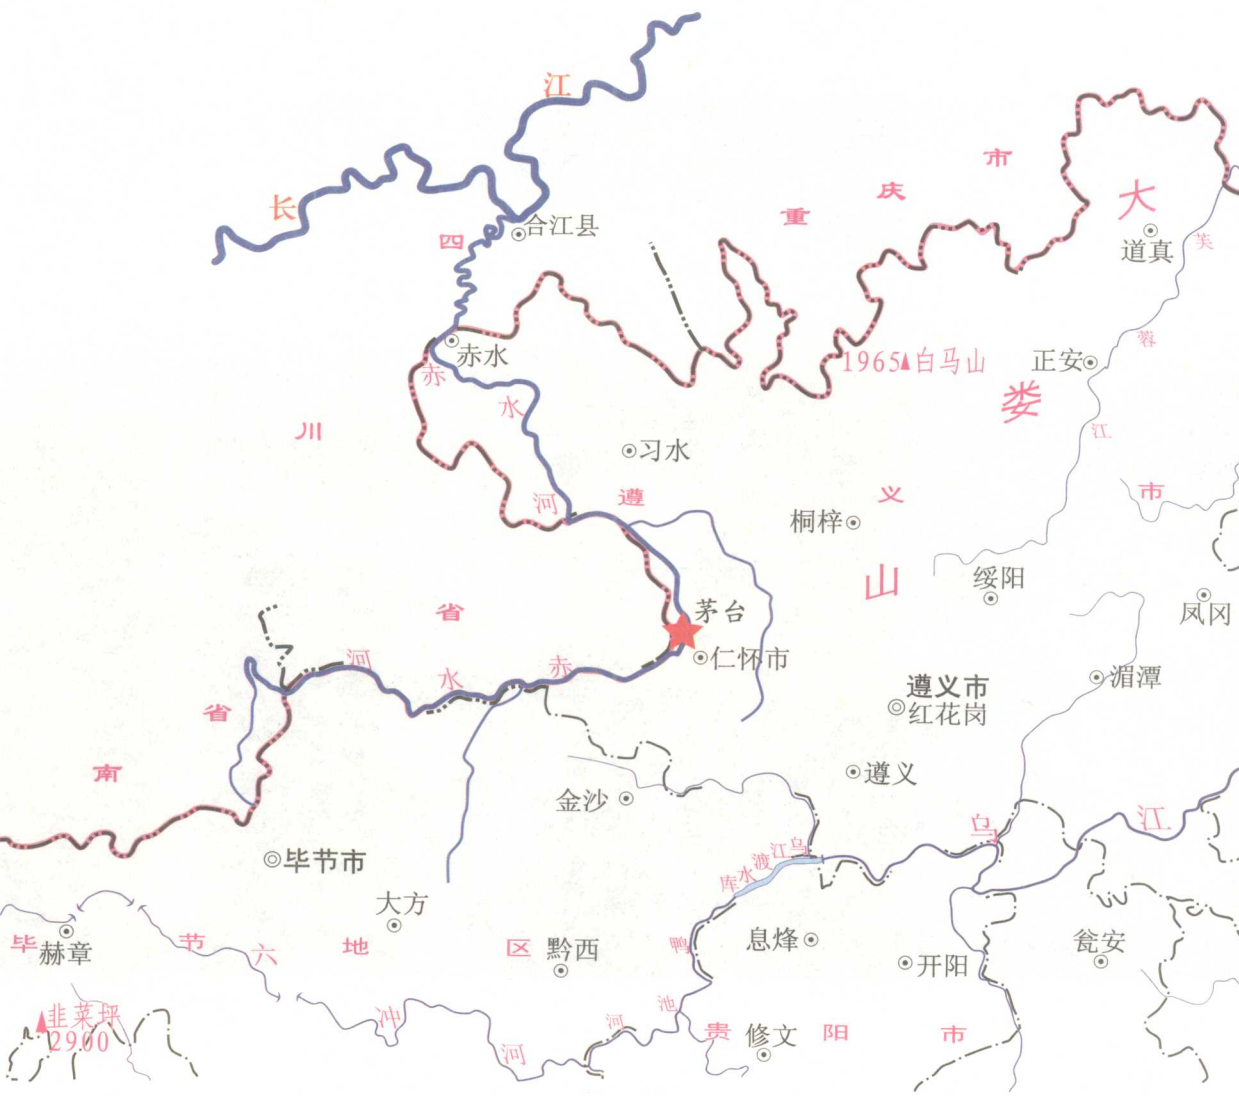 江
长
四
合江县
重
庆
市
大
道真
芙
蓉
江
赤水
赤
水
河
1965 白马山
正安
娄
川
习水
遵
义
市
桐梓
山
绥阳
凤冈
省
茅台
仁怀市
河
水
赤
湄潭
遵义市
红花岗
省
南
遵义
金沙
乌
江
乌江渡水库
毕节市
大方
毕
节
地
区
赫章
六
冲
河
黔西
鸭
池
河
息烽
开阳
瓮安
韭菜坪
2900
贵
阳
市
修文